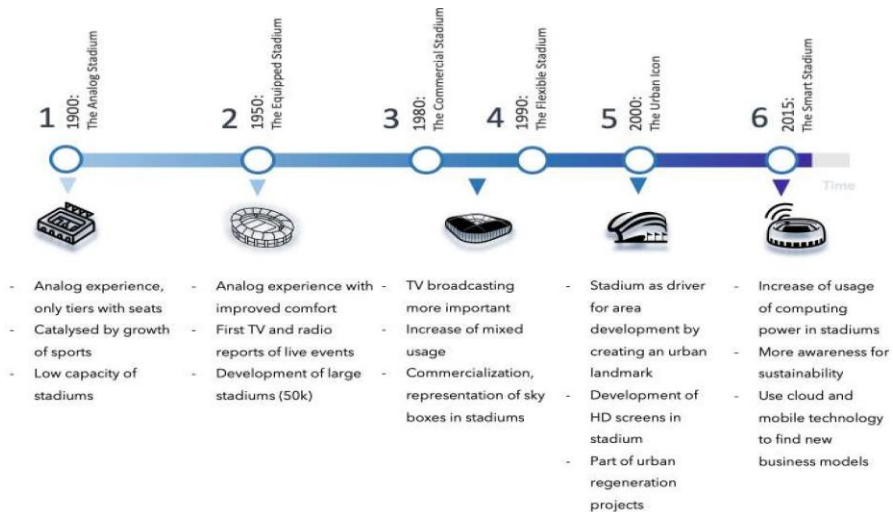 1
1900:
The Analog Stadium
2
1950:
The Equipped Stadium
3
1980:
The Commercial Stadium
4
1990:
The Flexible Stadium
5
2000:
The Urban Icon
6
2015:
The Smart Stadium
Time
- Analog experience,
only tiers with seats
- Catalysed by growth
of sports
- Low capacity of
stadiums
- Analog experience with
improved comfort
- First TV and radio
reports of live events
- Development of large
stadiums (50k)
- TV broadcasting
more important
- Increase of mixed
usage
- Commercialization,
representation of sky
boxes in stadiums
- Stadium as driver
for area
development by
creating an urban
landmark
- Development of
HD screens in
stadium
- Part of urban
regeneration
projects
- Increase of usage
of computing
power in stadiums
- More awareness for
sustainability
- Use cloud and
mobile technology
to find new
business models